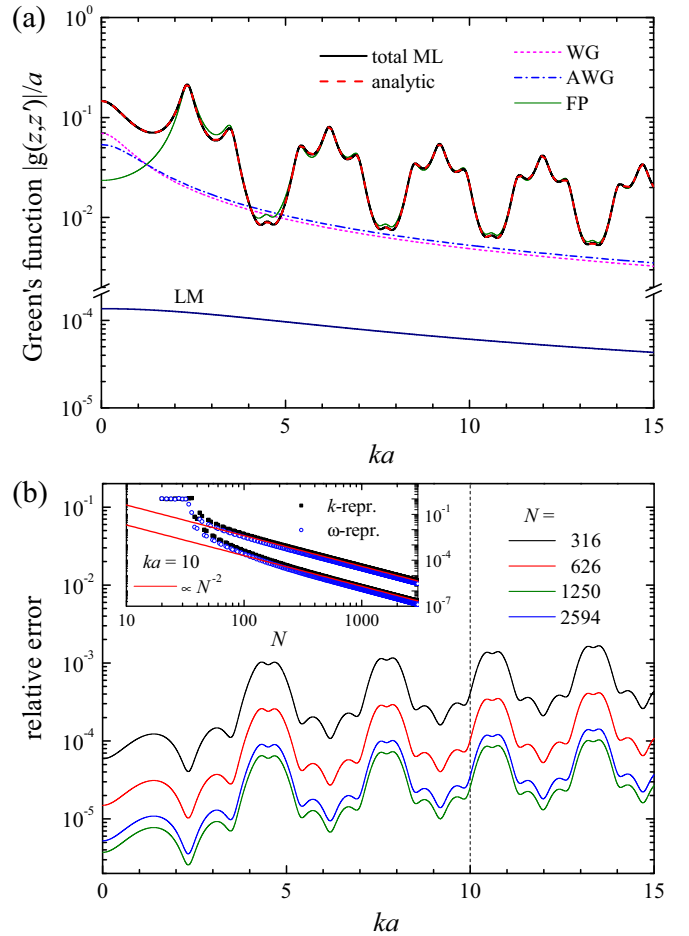 (a)
total ML
analytic
WG
AWG
FP
10⁰
10⁻¹
10⁻²
10⁻⁴
10⁻⁵
Green's function |g(z,z')|/a
LM
0 5 10 15
ka
(b)
10⁻¹
10⁻²
10⁻³
10⁻⁴
10⁻⁵
relative error
k-repr.
ω-repr.
ka = 10
∝ N⁻²
10⁻¹
10⁻⁴
10⁻⁷
10 100 1000
N
N =
316
626
1250
2594
0 5 10 15
ka